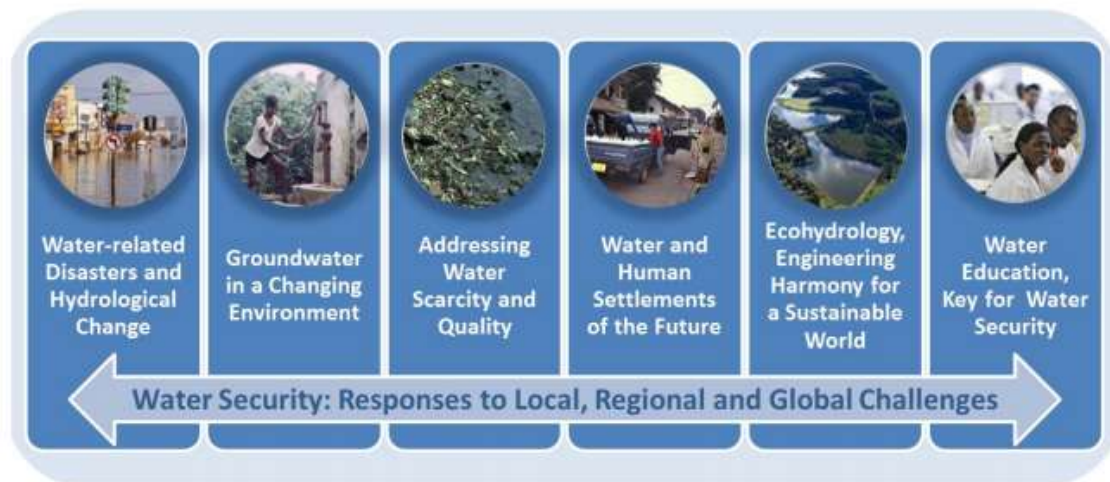 Water-related
Disasters and
Hydrological
Change
Groundwater
in a Changing
Environment
Addressing
Water
Scarcity and
Quality
Water and
Human
Settlements
of the Future
Ecohydrology,
Engineering
Harmony for
a Sustainable
World
Water
Education,
Key for Water
Security
Water Security: Responses to Local, Regional and Global Challenges